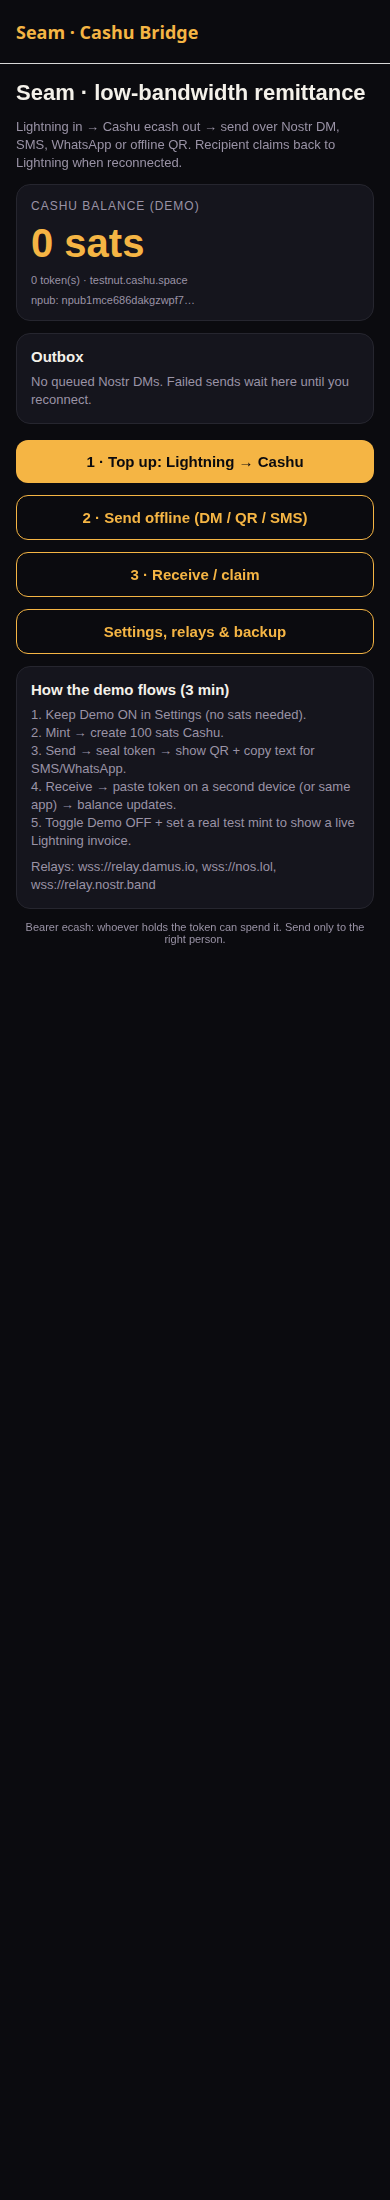 Seam · Cashu Bridge
Seam · low-bandwidth remittance
Lightning in → Cashu ecash out → send over Nostr DM,
SMS, WhatsApp or offline QR. Recipient claims back to
Lightning when reconnected.
CASHU BALANCE (DEMO)
0 sats
0 token(s) · testnut.cashu.space
npub: npub1mce686dakgzwpf7…
Outbox
No queued Nostr DMs. Failed sends wait here until you
reconnect.
1 · Top up: Lightning → Cashu
2 · Send offline (DM / QR / SMS)
3 · Receive / claim
Settings, relays & backup
How the demo flows (3 min)
1. Keep Demo ON in Settings (no sats needed).
2. Mint → create 100 sats Cashu.
3. Send → seal token → show QR + copy text for
SMS/WhatsApp.
4. Receive → paste token on a second device (or same
app) → balance updates.
5. Toggle Demo OFF + set a real test mint to show a live
Lightning invoice.
Relays: wss://relay.damus.io, wss://nos.lol,
wss://relay.nostr.band
Bearer ecash: whoever holds the token can spend it. Send only to the
right person.